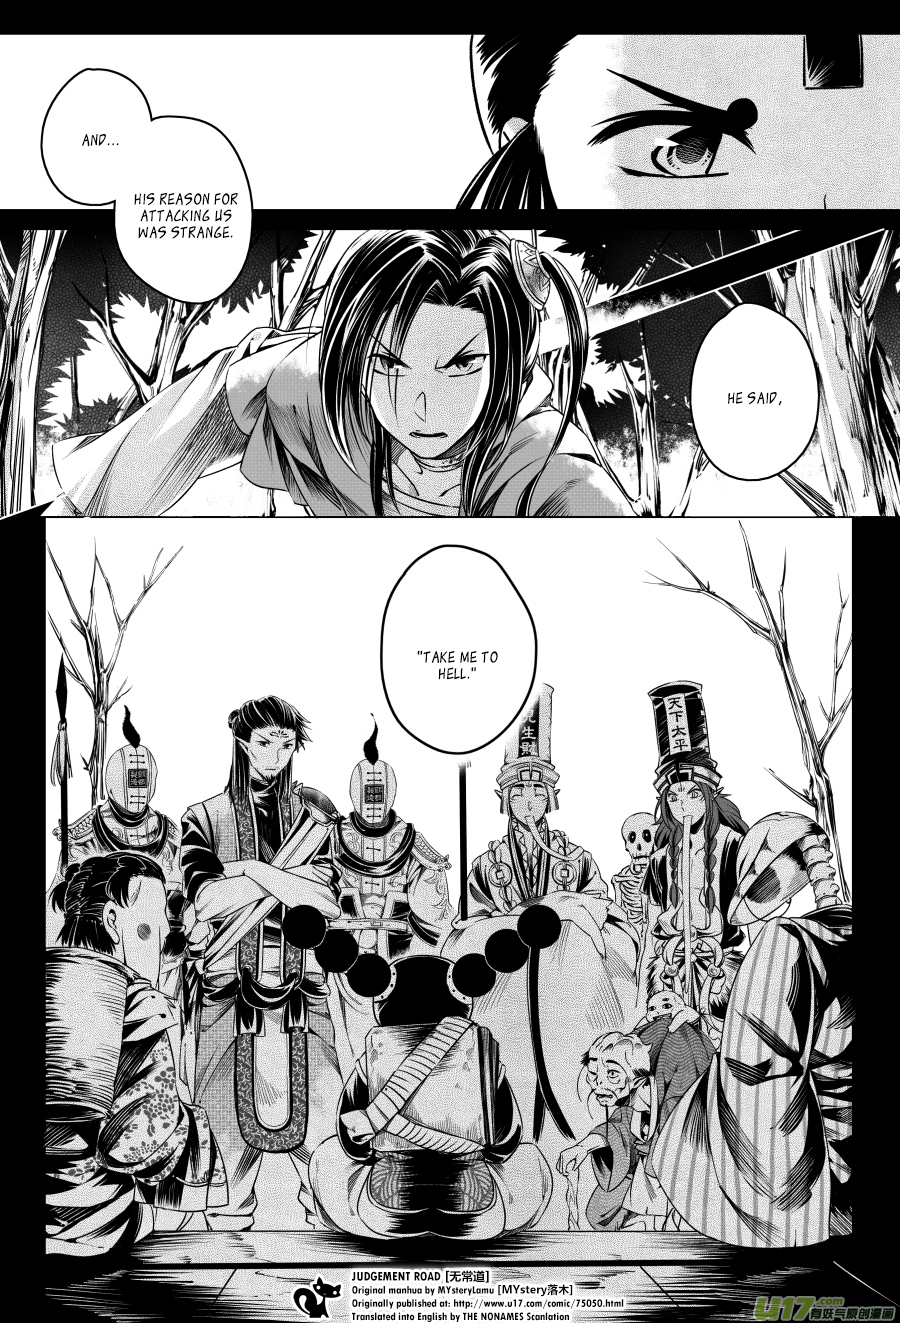 AND...
HIS REASON FOR
ATTACKING US
WAS STRANGE.
HE SAID,
"TAKE ME TO
HELL."
見生財
天下太平
JUDGEMENT ROAD [无常道]
Original manhua by MYsteryLamu [MYstery落木]
Originally published at: http://www.u17.com/comic/75050.html
Translated into English by THE NONAMES Scanlation
U17.com
有妖气原创漫画